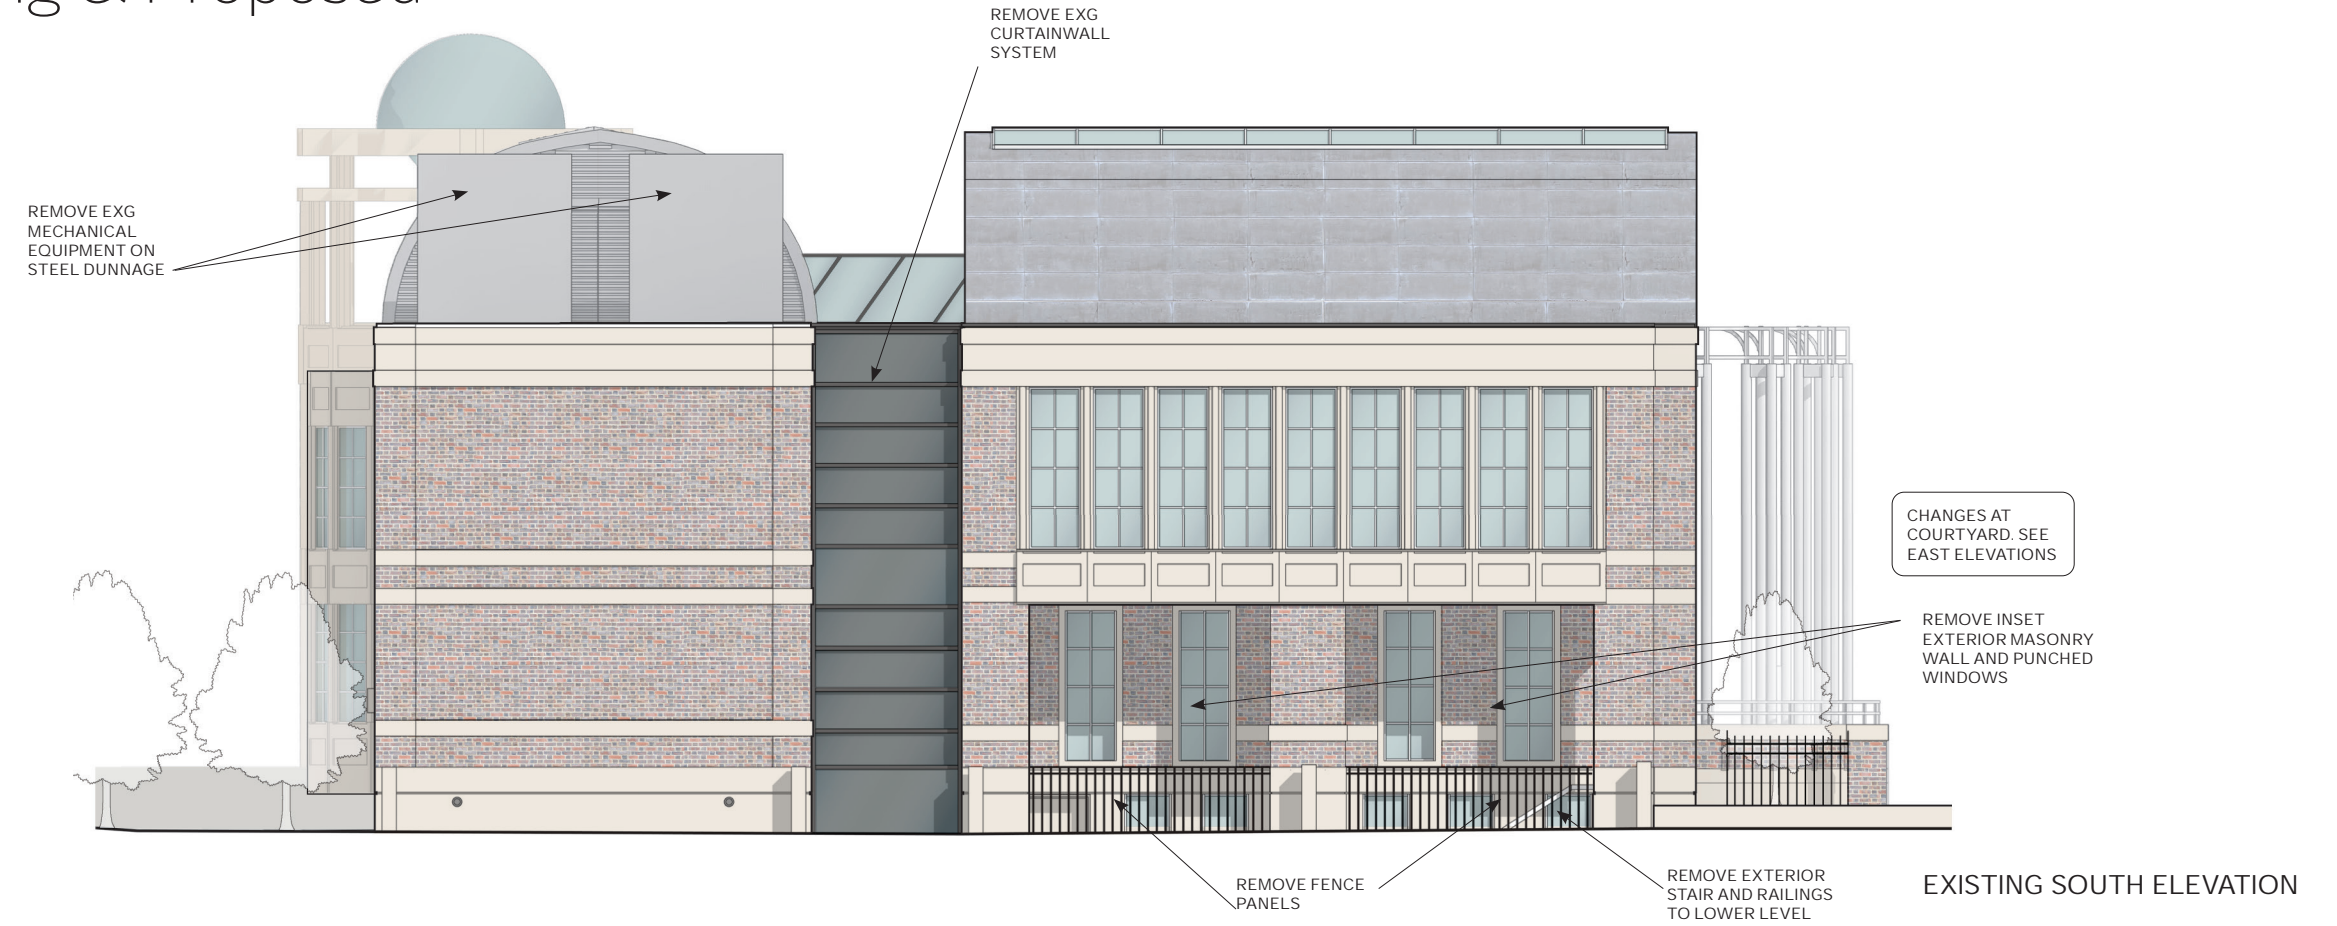 & Proposed
REMOVE EXG
CURTAINWALL
SYSTEM
REMOVE EXG
MECHANICAL
EQUIPMENT ON
STEEL DUNNAGE
CHANGES AT
COURTYARD. SEE
EAST ELEVATIONS
REMOVE INSET
EXTERIOR MASONRY
WALL AND PUNCHED
WINDOWS
REMOVE FENCE
PANELS
REMOVE EXTERIOR
STAIR AND RAILINGS
TO LOWER LEVEL
EXISTING SOUTH ELEVATION